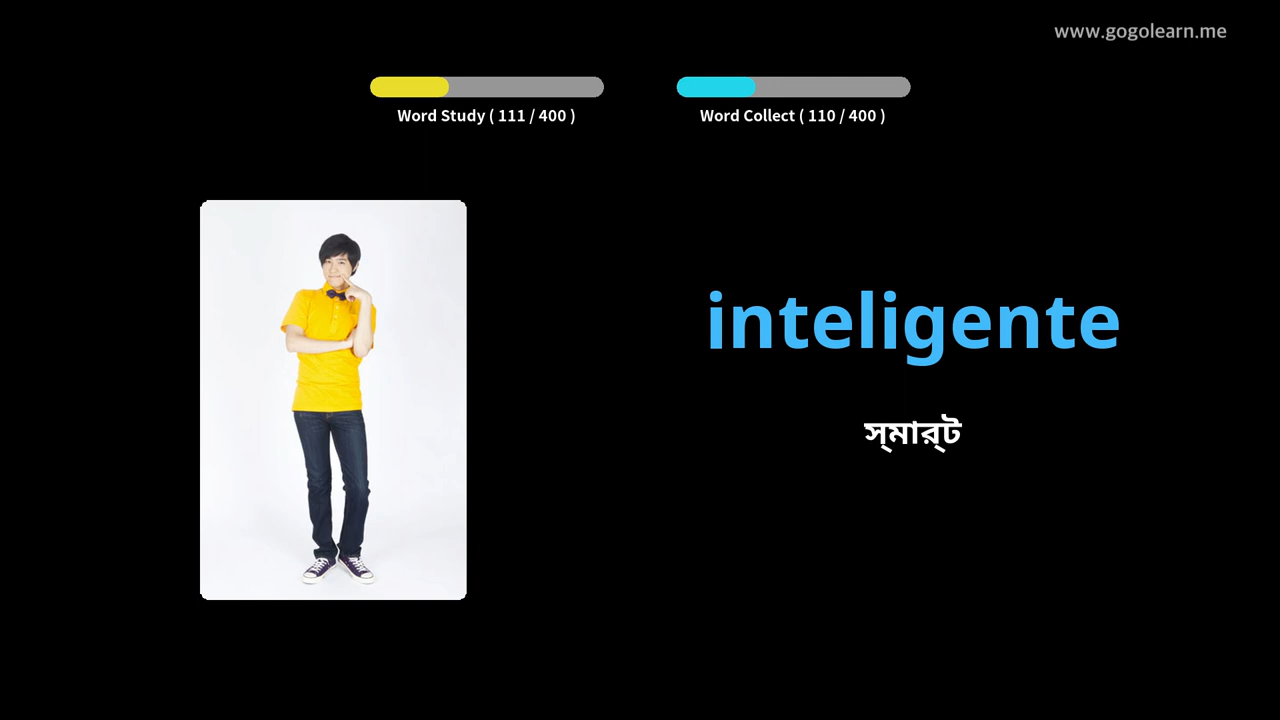 www.gogolearn.me
Word Study ( 111 / 400 )
Word Collect ( 110 / 400 )
inteligente
স্মার্ট